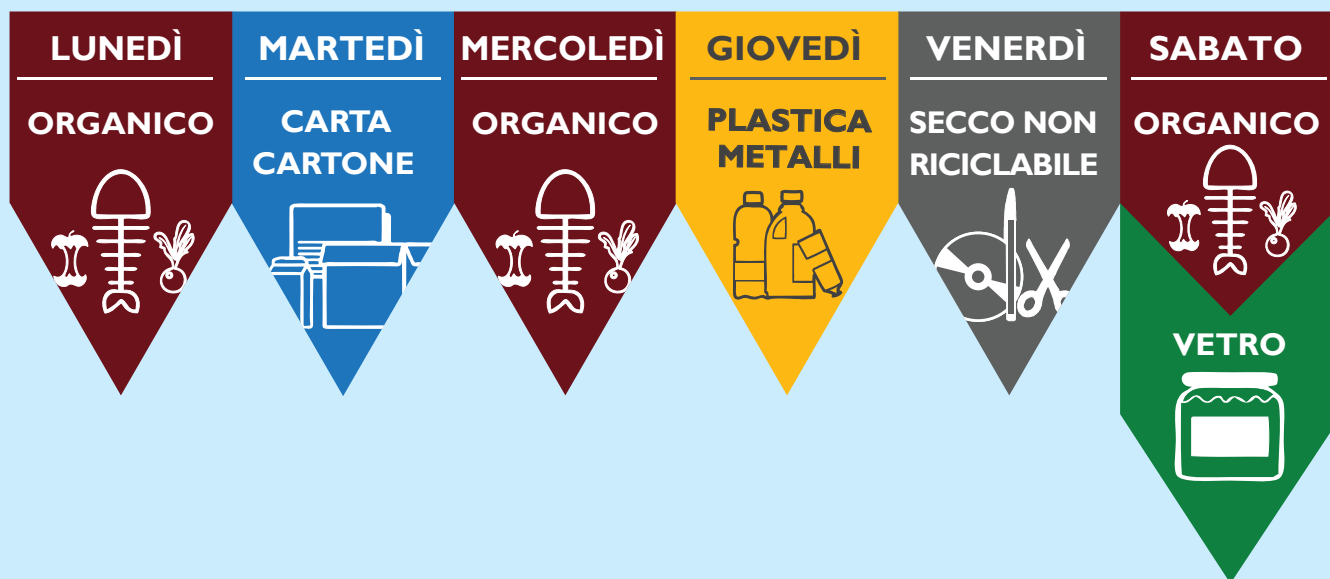 LUNEDÌ
ORGANICO
MARTEDÌ
CARTA
CARTONE
MERCOLEDÌ
ORGANICO
GIOVEDÌ
PLASTICA
METALLI
VENERDÌ
SECCO NON
RICICLABILE
SABATO
ORGANICO
VETRO